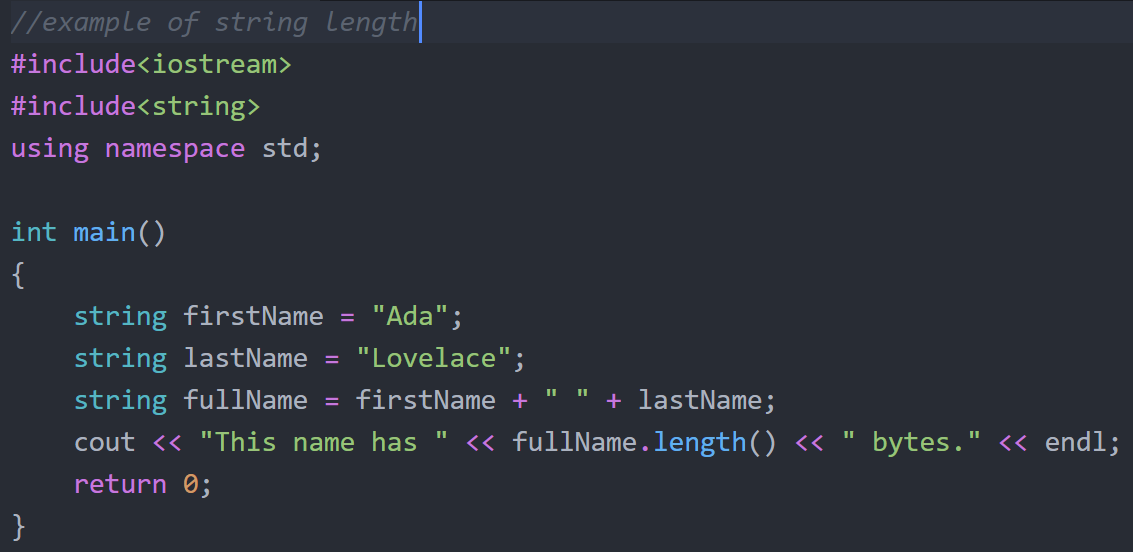 //example of string length
#include<iostream>
#include<string>
using namespace std;

int main()
{
    string firstName = "Ada";
    string lastName = "Lovelace";
    string fullName = firstName + " " + lastName;
    cout << "This name has " << fullName.length() << " bytes." << endl;
    return 0;
}